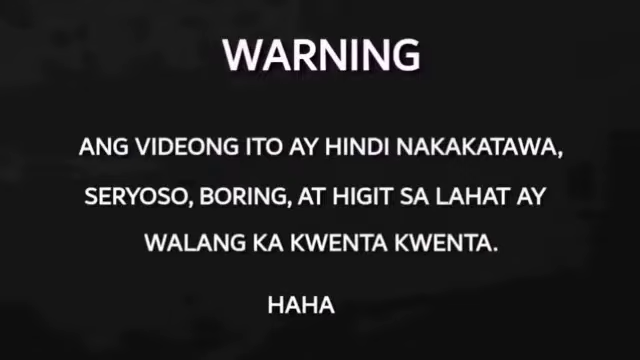 WARNING
ANG VIDEONG ITO AY HINDI NAKAKATAWA,
SERYOSO, BORING, AT HIGIT SA LAHAT AY
WALANG KA KWENTA KWENTA.
HAHA